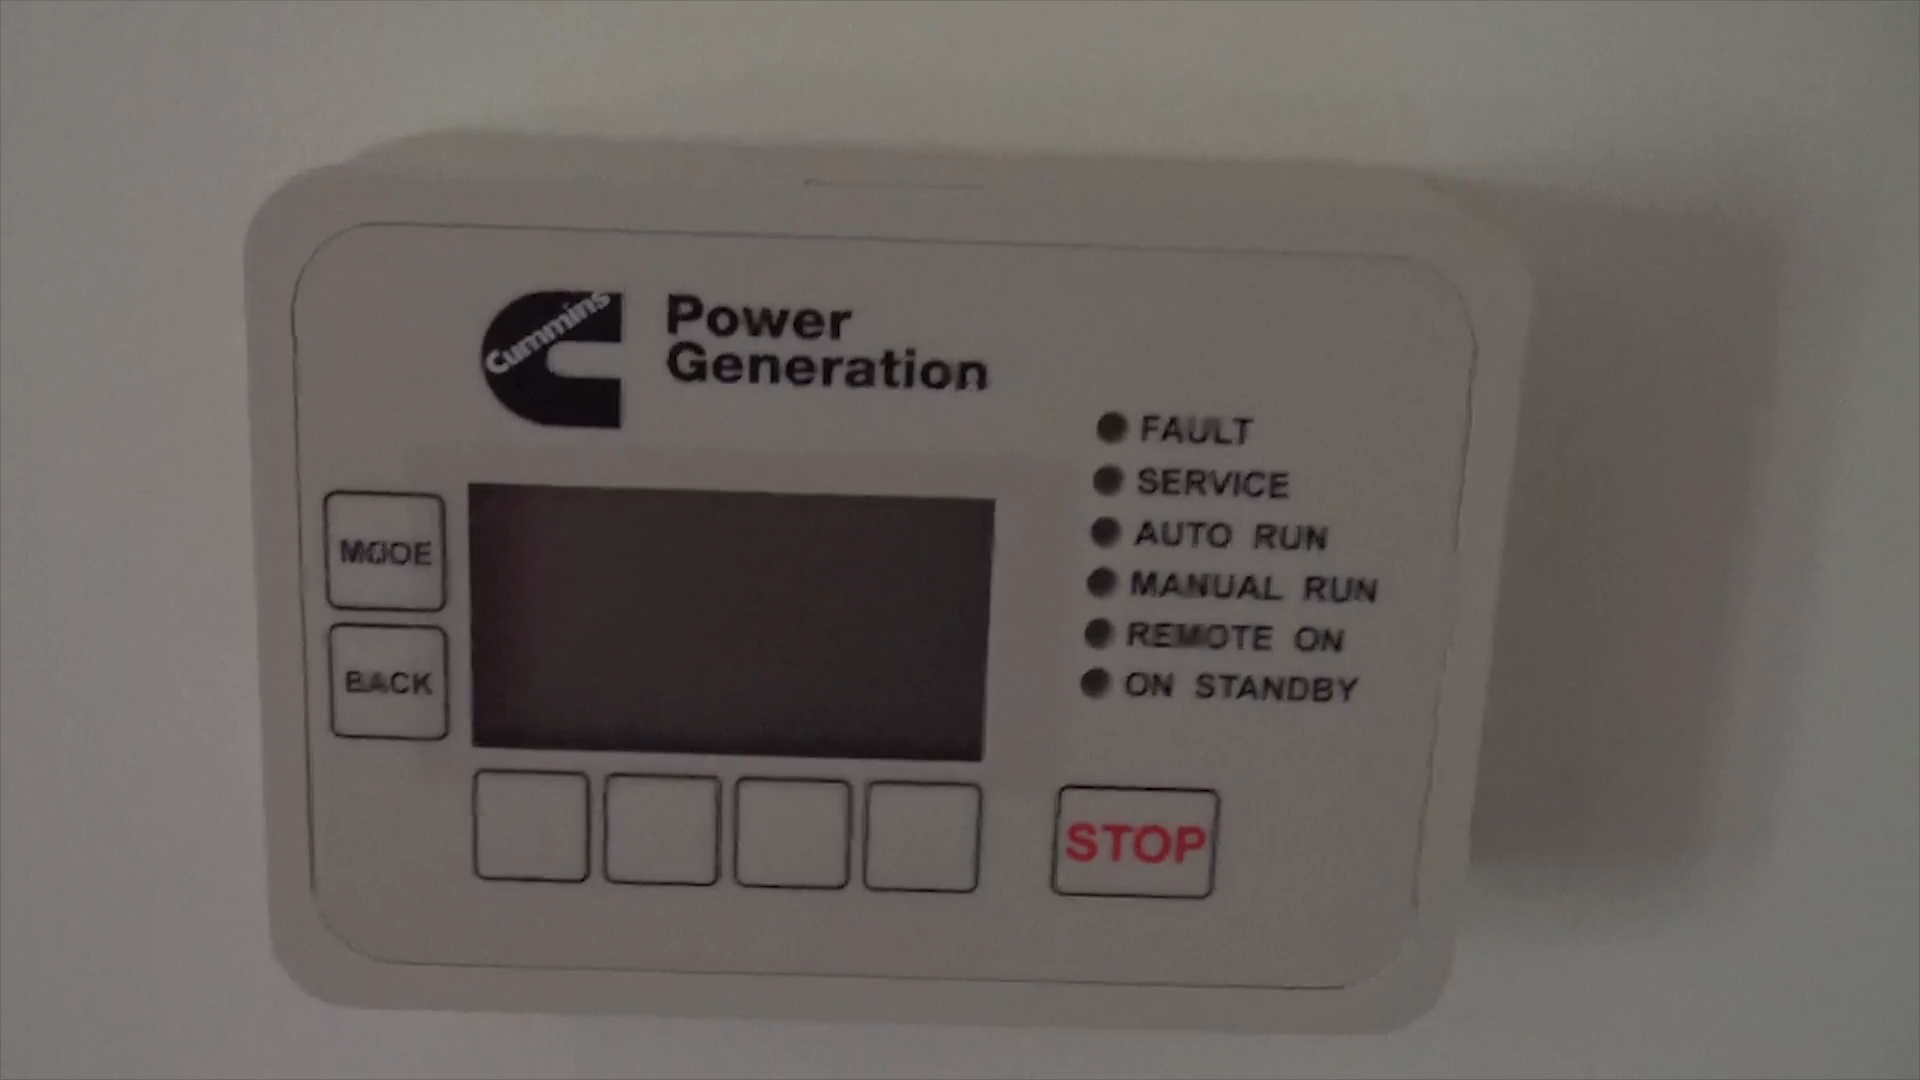 Cummins
Power
Generation
FAULT
SERVICE
AUTO RUN
MANUAL RUN
REMOTE ON
ON STANDBY
MODE
BACK
STOP